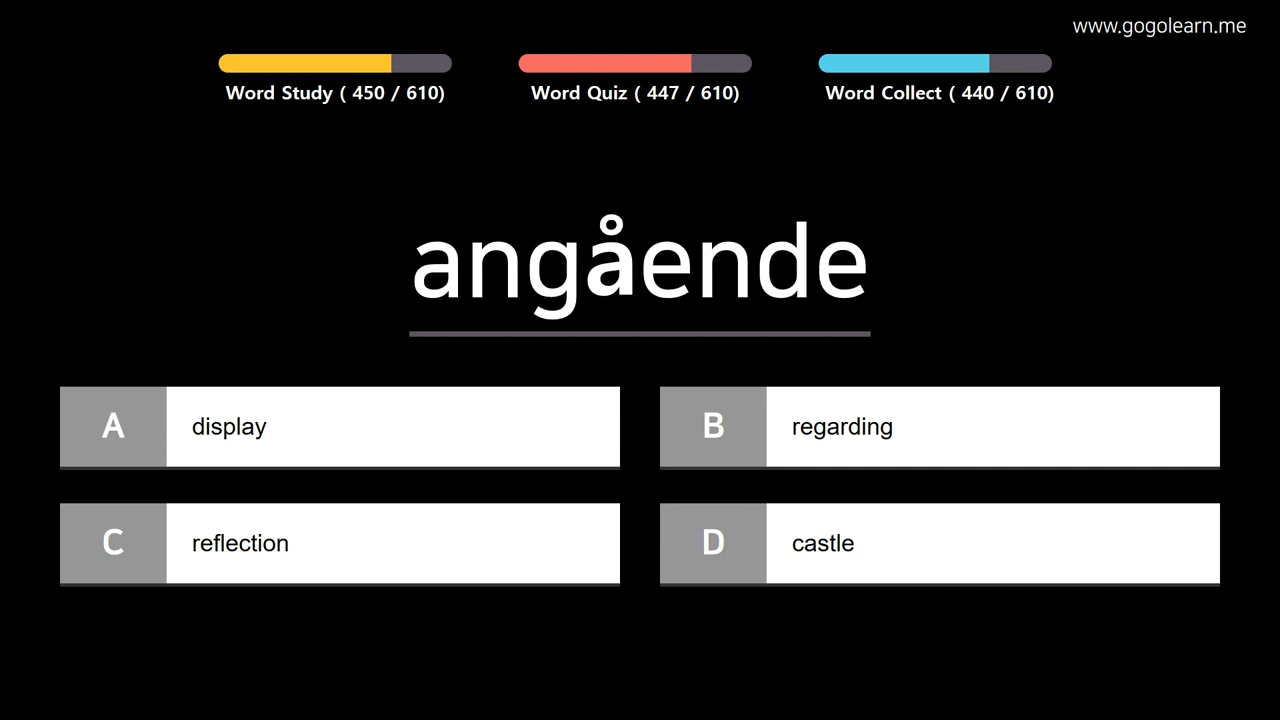 www.gogolearn.me
Word Study ( 450 / 610)
Word Quiz ( 447 / 610)
Word Collect ( 440 / 610)
angående
A
display
B
regarding
C
reflection
D
castle